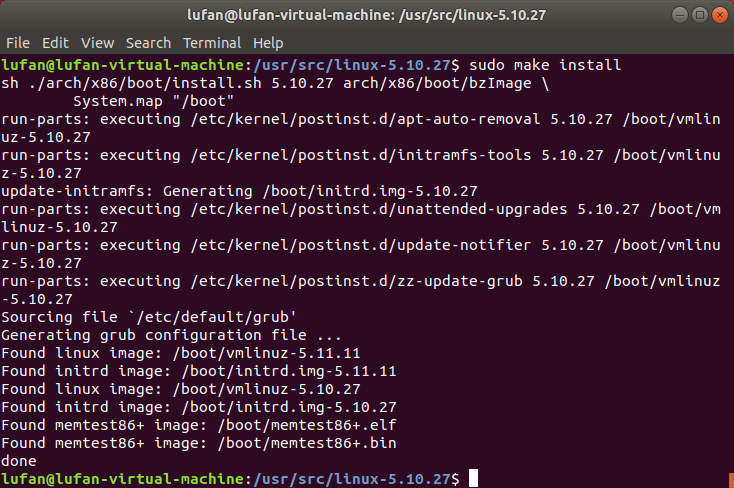 lufan@lufan-virtual-machine: /usr/src/linux-5.10.27
File Edit View Search Terminal Help
lufan@lufan-virtual-machine:/usr/src/linux-5.10.27$ sudo make install
sh ./arch/x86/boot/install.sh 5.10.27 arch/x86/boot/bzImage \
        System.map "/boot"
run-parts: executing /etc/kernel/postinst.d/apt-auto-removal 5.10.27 /boot/vmlin
uz-5.10.27
run-parts: executing /etc/kernel/postinst.d/initramfs-tools 5.10.27 /boot/vmlinu
z-5.10.27
update-initramfs: Generating /boot/initrd.img-5.10.27
run-parts: executing /etc/kernel/postinst.d/unattended-upgrades 5.10.27 /boot/vm
linuz-5.10.27
run-parts: executing /etc/kernel/postinst.d/update-notifier 5.10.27 /boot/vmlinu
z-5.10.27
run-parts: executing /etc/kernel/postinst.d/zz-update-grub 5.10.27 /boot/vmlinuz
-5.10.27
Sourcing file `/etc/default/grub'
Generating grub configuration file ...
Found linux image: /boot/vmlinuz-5.11.11
Found initrd image: /boot/initrd.img-5.11.11
Found linux image: /boot/vmlinuz-5.10.27
Found initrd image: /boot/initrd.img-5.10.27
Found memtest86+ image: /boot/memtest86+.elf
Found memtest86+ image: /boot/memtest86+.bin
done
lufan@lufan-virtual-machine:/usr/src/linux-5.10.27$